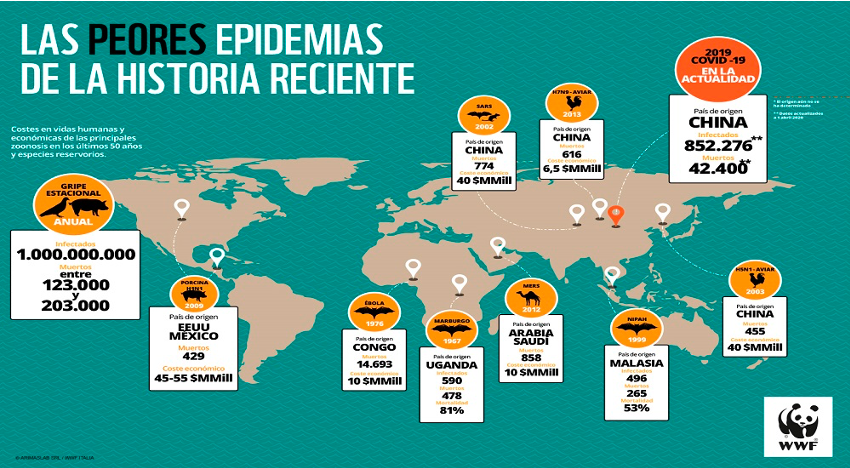 LAS PEORES EPIDEMIAS
DE LA HISTORIA RECIENTE
Costes en vidas humanas y
económicas de las principales
zoonosis en los últimos 50 años
y especies reservorios.
GRIPE
ESTACIONAL
ANUAL
Infectados
1.000.000.000
Muertos
entre
123.000
y
203.000
PORCINA
H1N1
2009
País de origen
EEUU
MÉXICO
Muertos
429
Coste económico
45-55 $MMill
ÉBOLA
1976
País de origen
CONGO
Muertos
14.693
Coste económico
10 $MMill
MARBURGO
1967
País de origen
UGANDA
Infectados
590
Muertos
478
Mortalidad
81%
SARS
2002
País de origen
CHINA
Muertos
774
Coste económico
40 $MMill
H7N9-AVIAR
2013
País de origen
CHINA
Muertos
616
Coste económico
6,5 $MMill
MERS
2012
País de origen
ARABIA
SAUDÍ
Muertos
858
Coste económico
10 $MMill
NIPAH
1999
País de origen
MALASIA
Infectados
496
Muertos
265
Mortalidad
53%
H5N1-AVIAR
2003
País de origen
CHINA
Muertos
455
Coste económico
40 $MMill
2019
COVID -19
EN LA
ACTUALIDAD
País de origen
CHINA
Infectados
852.276**
Muertos
42.400**
* El origen aún no se
ha determinado
** Datos actualizados
a 1 abril 2020
© ANIMALLAB SRL / WWF ITALIA
WWF